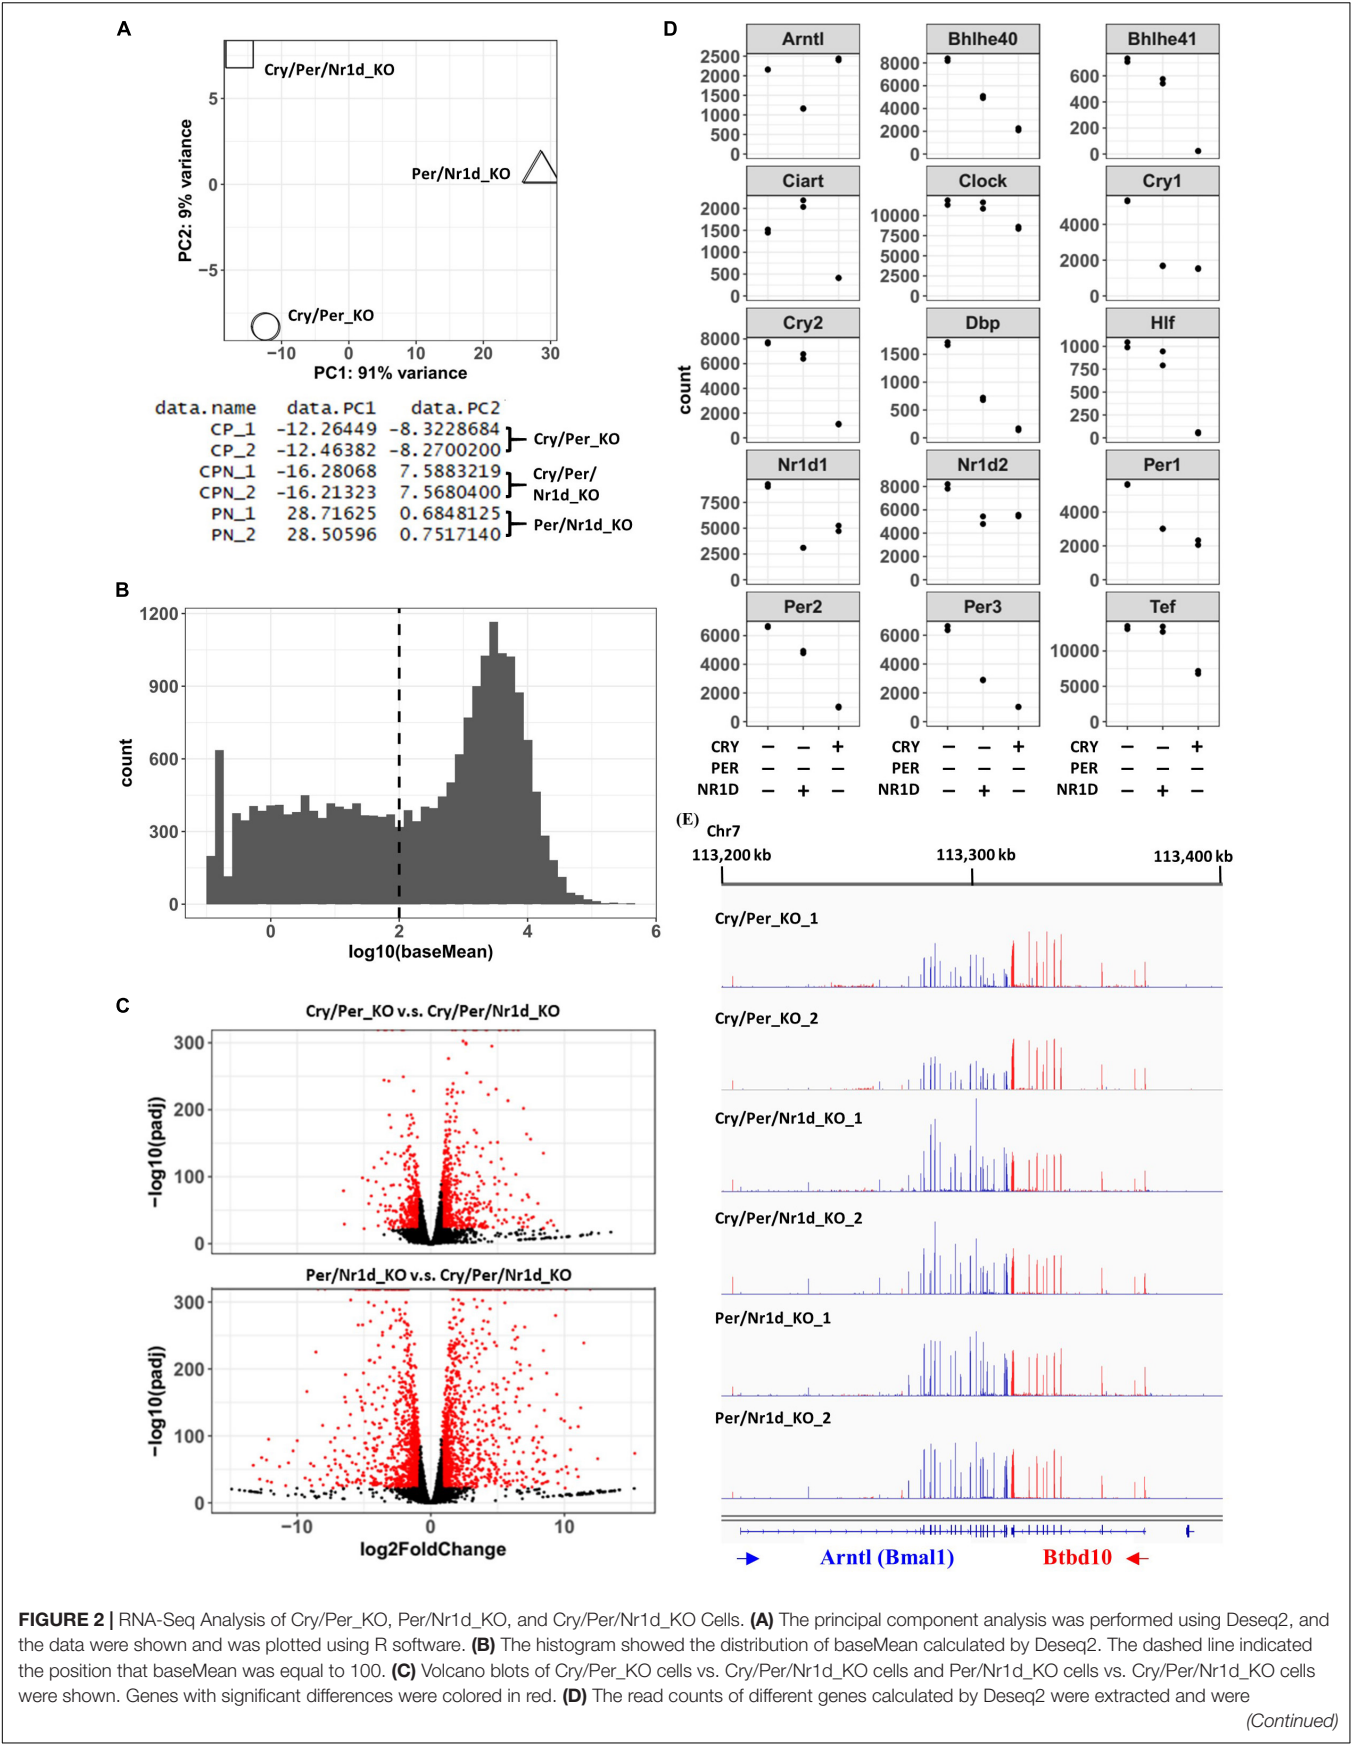 A
Cry/Per/Nr1d_KO
Per/Nr1d_KO
Cry/Per_KO
PC2: 9% variance
5
0
−5
−10 0 10 20 30
PC1: 91% variance
data.name data.PC1 data.PC2
CP_1 -12.26449 -8.3228684
CP_2 -12.46382 -8.2700200
Cry/Per_KO
CPN_1 -16.28068 7.5883219
CPN_2 -16.21323 7.5680400
Cry/Per/
Nr1d_KO
PN_1 28.71625 0.6848125
PN_2 28.50596 0.7517140
Per/Nr1d_KO
B
count
1200
900
600
300
0
0 2 4 6
log10(baseMean)
C
Cry/Per_KO v.s. Cry/Per/Nr1d_KO
−log10(padj)
300
200
100
0
Per/Nr1d_KO v.s. Cry/Per/Nr1d_KO
−log10(padj)
300
200
100
0
−10 0 10
log2FoldChange
D
count
Arntl Bhlhe40 Bhlhe41
2500
2000
1500
1000
500
0
8000
6000
4000
2000
0
600
400
200
0
Ciart Clock Cry1
2000
1500
1000
500
0
10000
7500
5000
2500
0
4000
2000
0
Cry2 Dbp Hlf
8000
6000
4000
2000
0
1500
1000
500
0
1000
750
500
250
0
Nr1d1 Nr1d2 Per1
7500
5000
2500
0
8000
6000
4000
2000
0
4000
2000
0
Per2 Per3 Tef
6000
4000
2000
0
6000
4000
2000
0
10000
5000
0
CRY − − + CRY − − + CRY − − +
PER − − − PER − − − PER − − −
NR1D − + − NR1D − + − NR1D − + −
(E)
Chr7
113,200 kb 113,300 kb 113,400 kb
Cry/Per_KO_1
Cry/Per_KO_2
Cry/Per/Nr1d_KO_1
Cry/Per/Nr1d_KO_2
Per/Nr1d_KO_1
Per/Nr1d_KO_2
Arntl (Bmal1) Btbd10
FIGURE 2 | RNA-Seq Analysis of Cry/Per_KO, Per/Nr1d_KO, and Cry/Per/Nr1d_KO Cells. (A) The principal component analysis was performed using Deseq2, and
the data were shown and was plotted using R software. (B) The histogram showed the distribution of baseMean calculated by Deseq2. The dashed line indicated
the position that baseMean was equal to 100. (C) Volcano blots of Cry/Per_KO cells vs. Cry/Per/Nr1d_KO cells and Per/Nr1d_KO cells vs. Cry/Per/Nr1d_KO cells
were shown. Genes with significant differences were colored in red. (D) The read counts of different genes calculated by Deseq2 were extracted and were
(Continued)